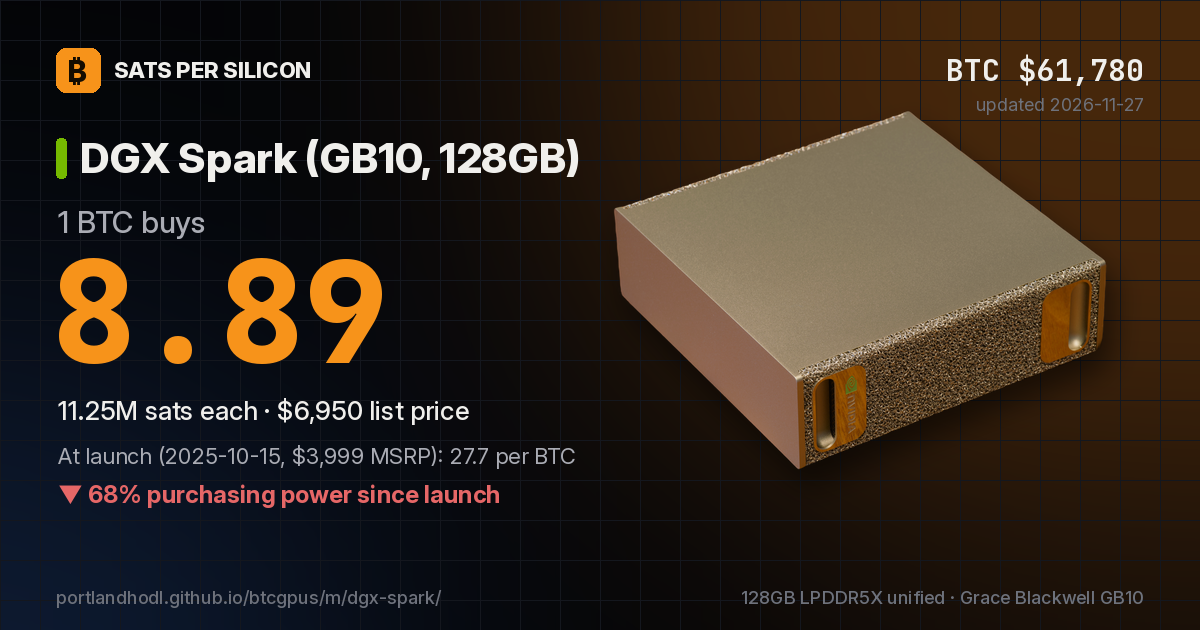 ₿ SATS PER SILICON
BTC $61,780
updated 2026-11-27
DGX Spark (GB10, 128GB)
1 BTC buys
8.89
11.25M sats each · $6,950 list price
At launch (2025-10-15, $3,999 MSRP): 27.7 per BTC
▼ 68% purchasing power since launch
portlandhodl.github.io/btcgpus/m/dgx-spark/
128GB LPDDR5X unified · Grace Blackwell GB10